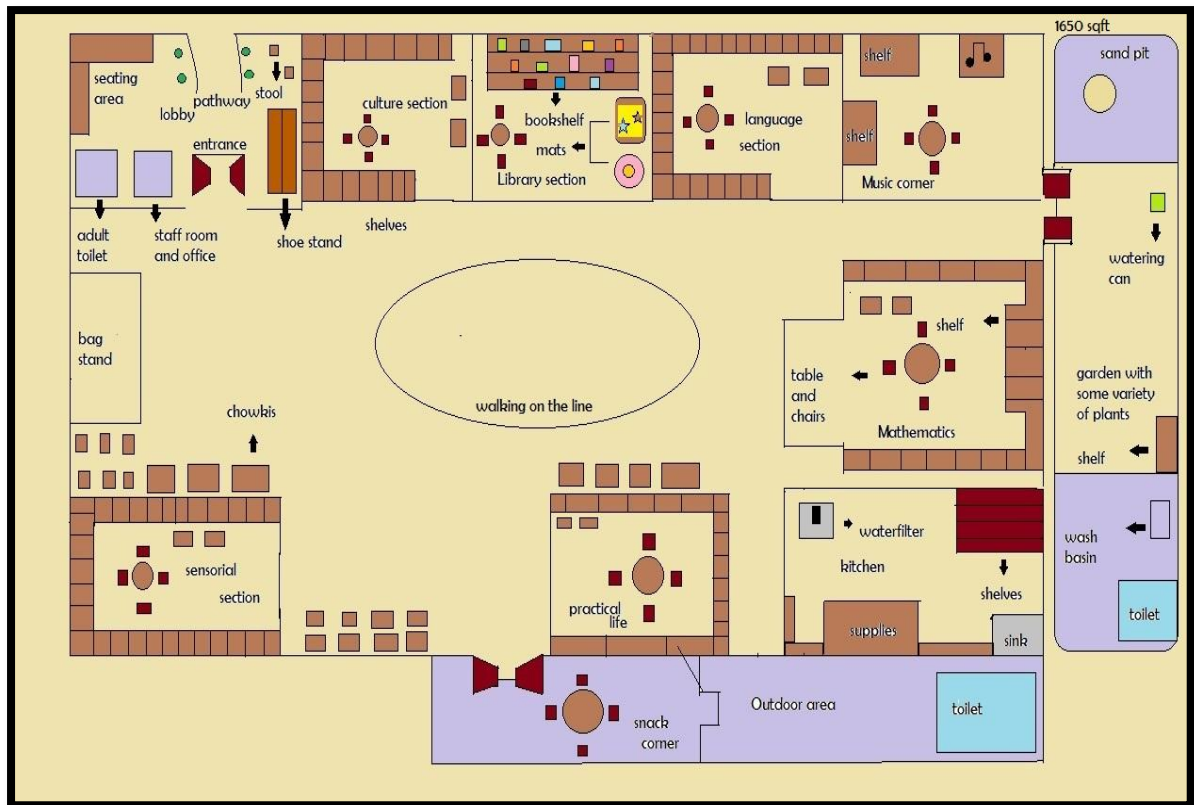 1650 sqft
sand pit
seating
area
lobby
pathway
stool
entrance
culture section
bookshelf
mats
Library section
language
section
shelf
shelf
Music corner
adult
toilet
staff room
and office
shoe stand
shelves
watering
can
bag
stand
walking on the line
chowkis
shelf
table
and
chairs
Mathematics
garden with
some variety
of plants
shelf
sensorial
section
practical
life
waterfilter
kitchen
shelves
supplies
sink
wash
basin
toilet
snack
corner
Outdoor area
toilet